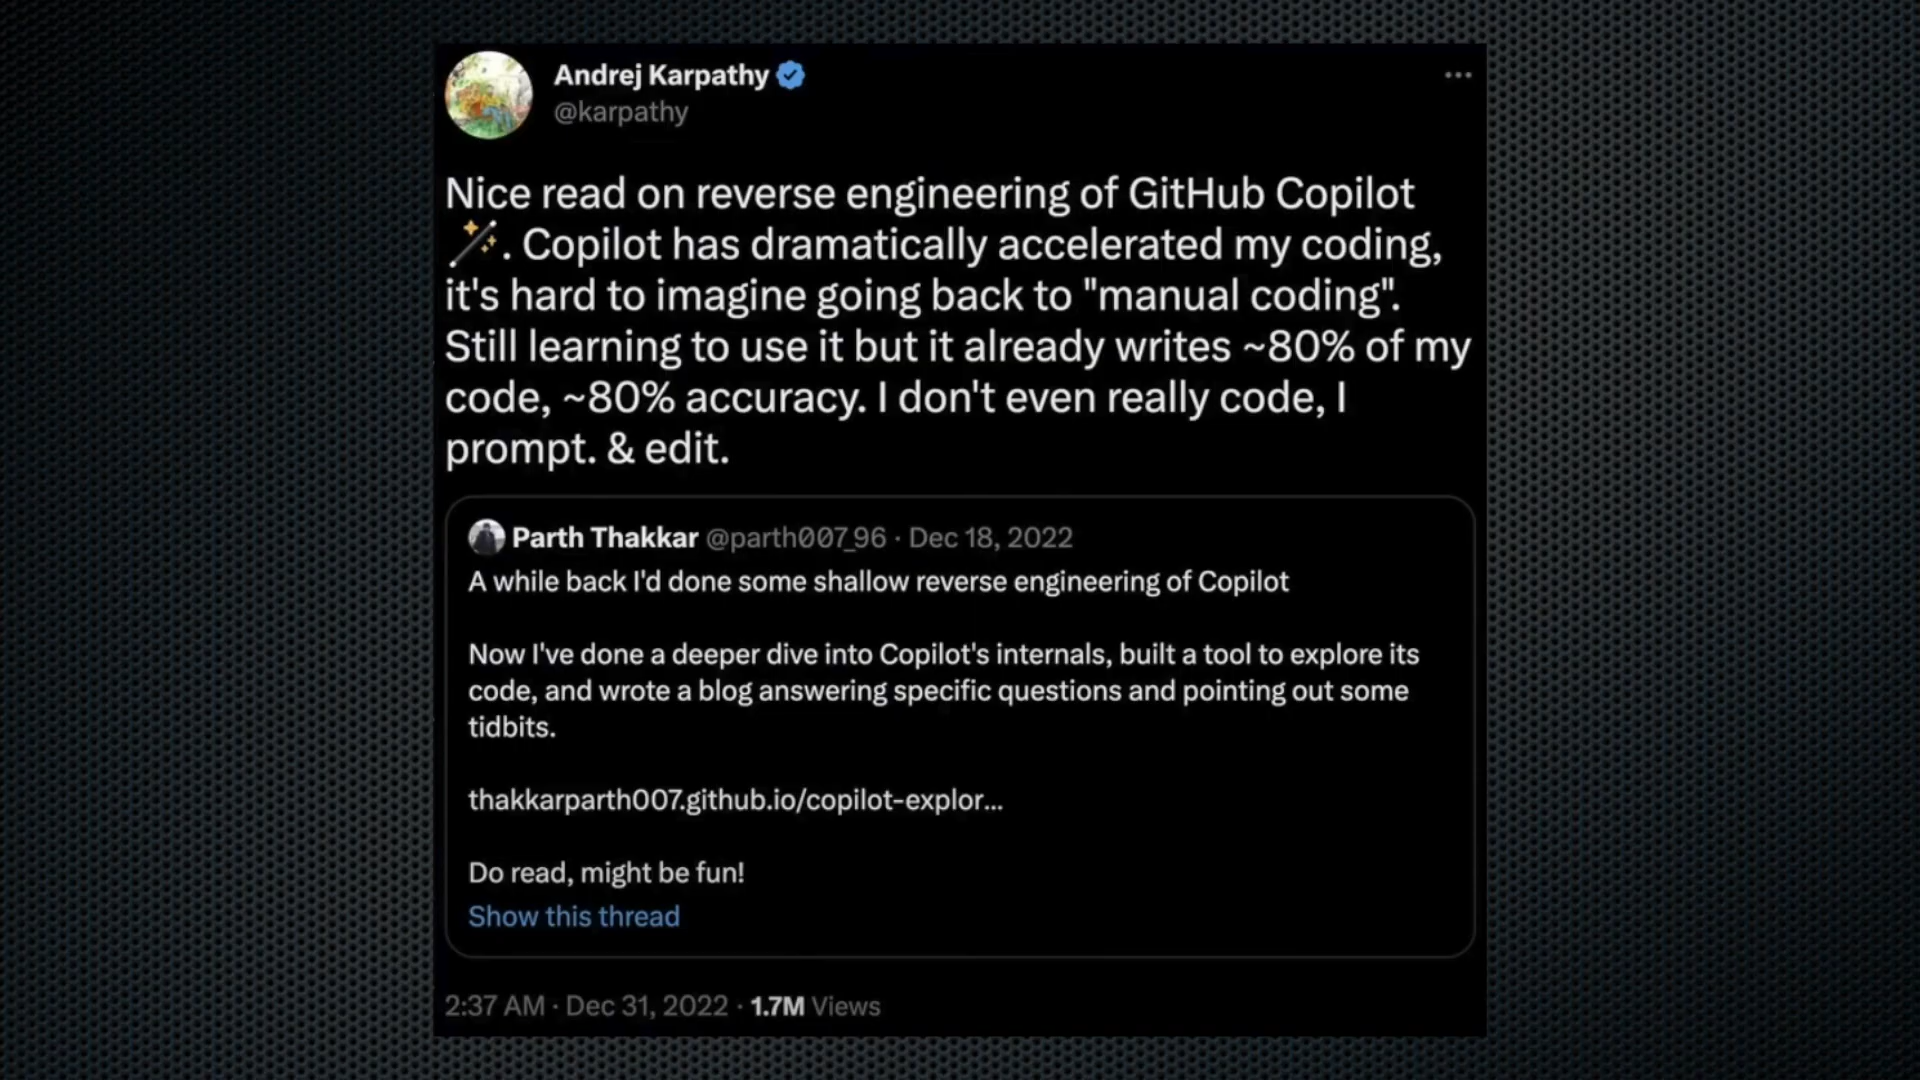 Andrej Karpathy
@karpathy
Nice read on reverse engineering of GitHub Copilot
🪄. Copilot has dramatically accelerated my coding,
it's hard to imagine going back to "manual coding".
Still learning to use it but it already writes ~80% of my
code, ~80% accuracy. I don't even really code, I
prompt. & edit.
Parth Thakkar @parth007_96 · Dec 18, 2022
A while back I'd done some shallow reverse engineering of Copilot
Now I've done a deeper dive into Copilot's internals, built a tool to explore its
code, and wrote a blog answering specific questions and pointing out some
tidbits.
thakkarparth007.github.io/copilot-explor...
Do read, might be fun!
Show this thread
2:37 AM · Dec 31, 2022 · 1.7M Views